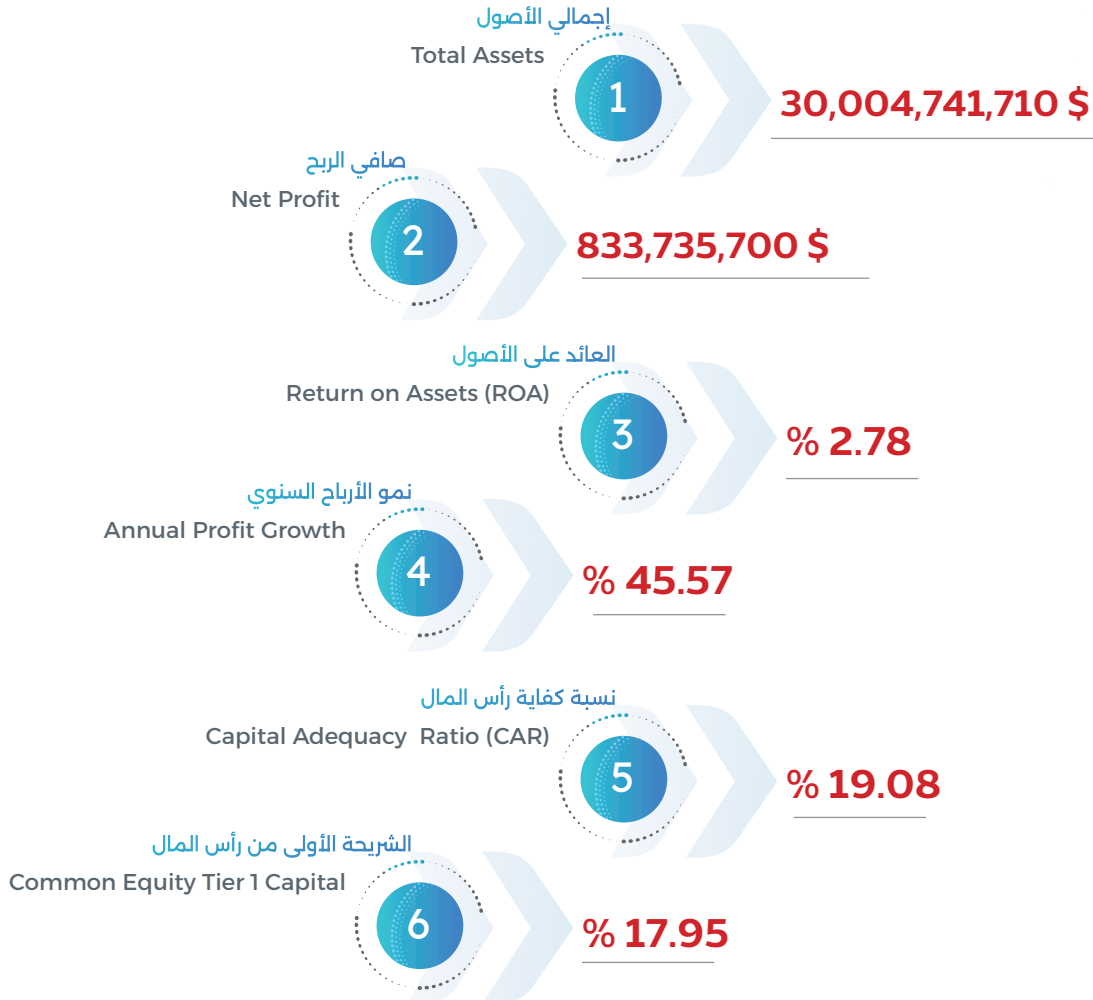 إجمالي الأصول
Total Assets
1
30,004,741,710 $
صافي الربح
Net Profit
2
833,735,700 $
العائد على الأصول
Return on Assets (ROA)
3
% 2.78
نمو الأرباح السنوي
Annual Profit Growth
4
% 45.57
نسبة كفاية رأس المال
Capital Adequacy Ratio (CAR)
5
% 19.08
الشريحة الأولى من رأس المال
Common Equity Tier 1 Capital
6
% 17.95